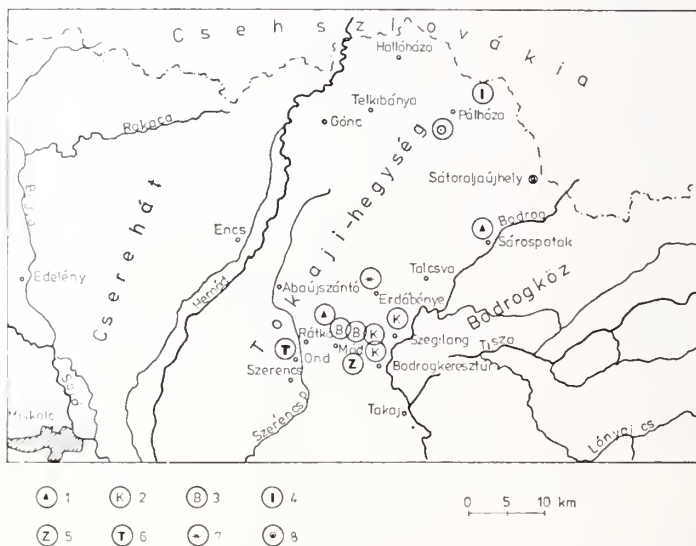 Csehszlovákia
Hollóháza
Telkibánya
Pálháza
Gönc
Rakaca
Sátoraljaújhely
Cserehát
Tokaji-hegység
Bodrog
Sárospatak
Encs
Hernád
Edelény
Abaújszántó
Tolcsva
Erdőbénye
Bodrogköz
Rátka
Mád
Szegilong
Tisza
Ond
Szerencs
Bodrogkeresztúr
Szerencs p.
Sajó
Miskolc
Tokaj
Lónyai cs
K
B
B
K
K
T
Z
I
1
K 2
B 3
I 4
0 5 10 km
Z 5
T 6
7
8